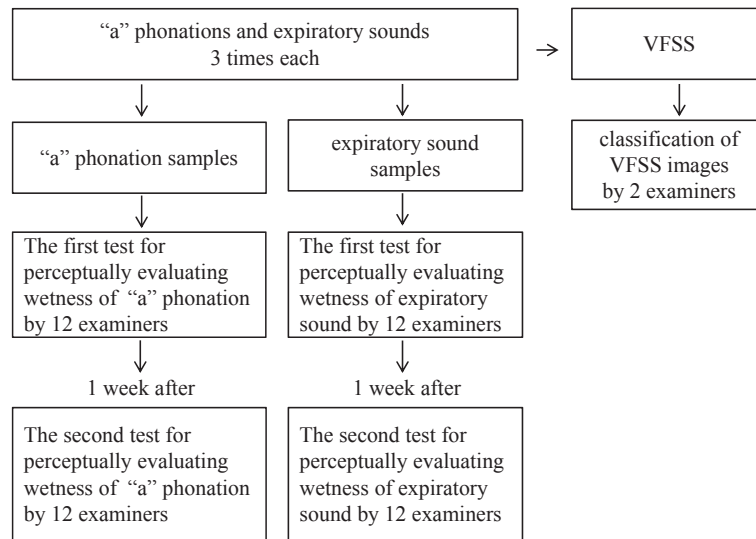 “a” phonations and expiratory sounds
3 times each
VFSS
“a” phonation samples
expiratory sound
samples
classification of
VFSS images
by 2 examiners
The first test for
perceptually evaluating
wetness of “a” phonation
by 12 examiners
The first test for
perceptually evaluating
wetness of expiratory
sound by 12 examiners
1 week after
1 week after
The second test for
perceptually evaluating
wetness of “a” phonation
by 12 examiners
The second test for
perceptually evaluating
wetness of expiratory
sound by 12 examiners